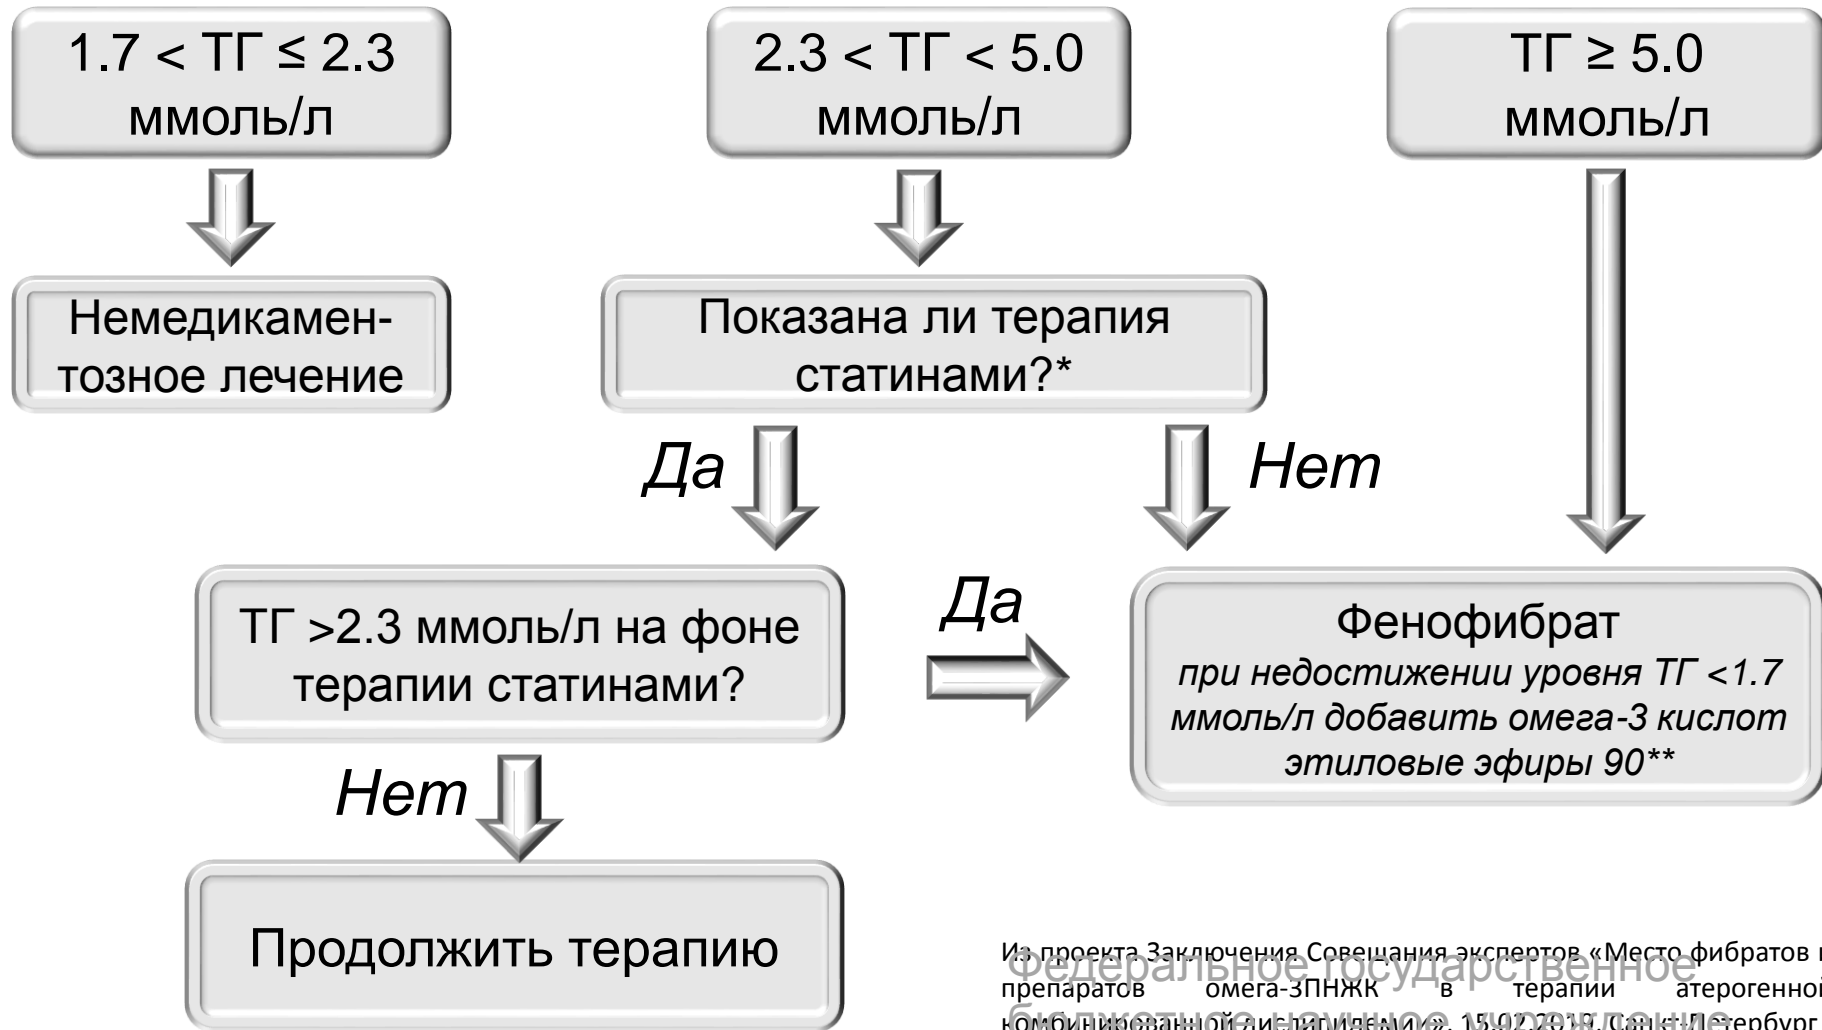 1.7 < ТГ ≤ 2.3
ммоль/л
2.3 < ТГ < 5.0
ммоль/л
ТГ ≥ 5.0
ммоль/л
Немедикамен-
тозное лечение
Показана ли терапия
статинами?*
Да
Нет
ТГ >2.3 ммоль/л на фоне
терапии статинами?
Да
Фенофибрат
при недостижении уровня ТГ <1.7
ммоль/л добавить омега-3 кислот
этиловые эфиры 90**
Нет
Продолжить терапию
Из проекта Заключения Совещания экспертов «Место фибратов и
препаратов омега-3ПНЖК в терапии атерогенной
комбинированной дислипидемии», 15.02.2019, Санкт-Петербург
Федеральное государственное
бюджетное научное учреждение